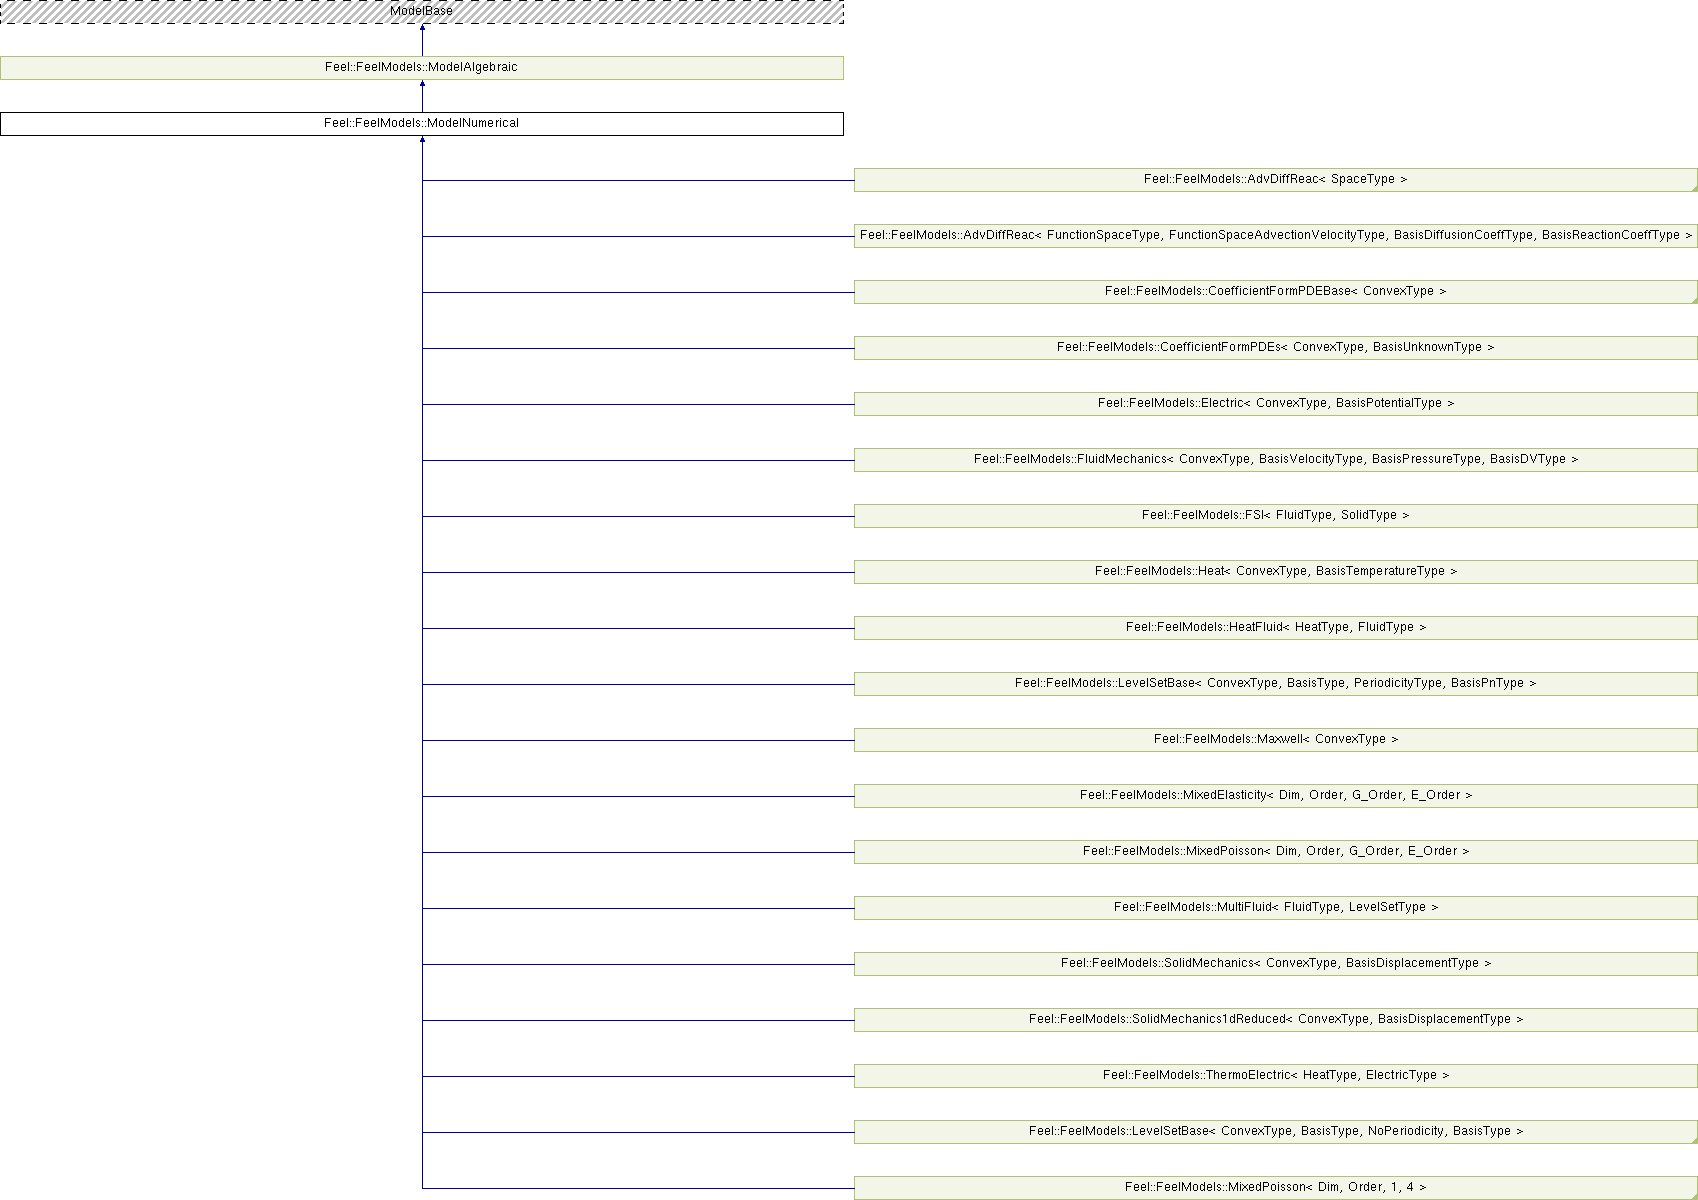 ModelBase
Feel::FeelModels::ModelAlgebraic
Feel::FeelModels::ModelNumerical
Feel::FeelModels::AdvDiffReac< SpaceType >
Feel::FeelModels::AdvDiffReac< FunctionSpaceType, FunctionSpaceAdvectionVelocityType, BasisDiffusionCoeffType, BasisReactionCoeffType >
Feel::FeelModels::CoefficientFormPDEBase< ConvexType >
Feel::FeelModels::CoefficientFormPDEs< ConvexType, BasisUnknownType >
Feel::FeelModels::Electric< ConvexType, BasisPotentialType >
Feel::FeelModels::FluidMechanics< ConvexType, BasisVelocityType, BasisPressureType, BasisDVType >
Feel::FeelModels::FSI< FluidType, SolidType >
Feel::FeelModels::Heat< ConvexType, BasisTemperatureType >
Feel::FeelModels::HeatFluid< HeatType, FluidType >
Feel::FeelModels::LevelSetBase< ConvexType, BasisType, PeriodicityType, BasisPnType >
Feel::FeelModels::Maxwell< ConvexType >
Feel::FeelModels::MixedElasticity< Dim, Order, G_Order, E_Order >
Feel::FeelModels::MixedPoisson< Dim, Order, G_Order, E_Order >
Feel::FeelModels::MultiFluid< FluidType, LevelSetType >
Feel::FeelModels::SolidMechanics< ConvexType, BasisDisplacementType >
Feel::FeelModels::SolidMechanics1dReduced< ConvexType, BasisDisplacementType >
Feel::FeelModels::ThermoElectric< HeatType, ElectricType >
Feel::FeelModels::LevelSetBase< ConvexType, BasisType, NoPeriodicity, BasisType >
Feel::FeelModels::MixedPoisson< Dim, Order, 1, 4 >